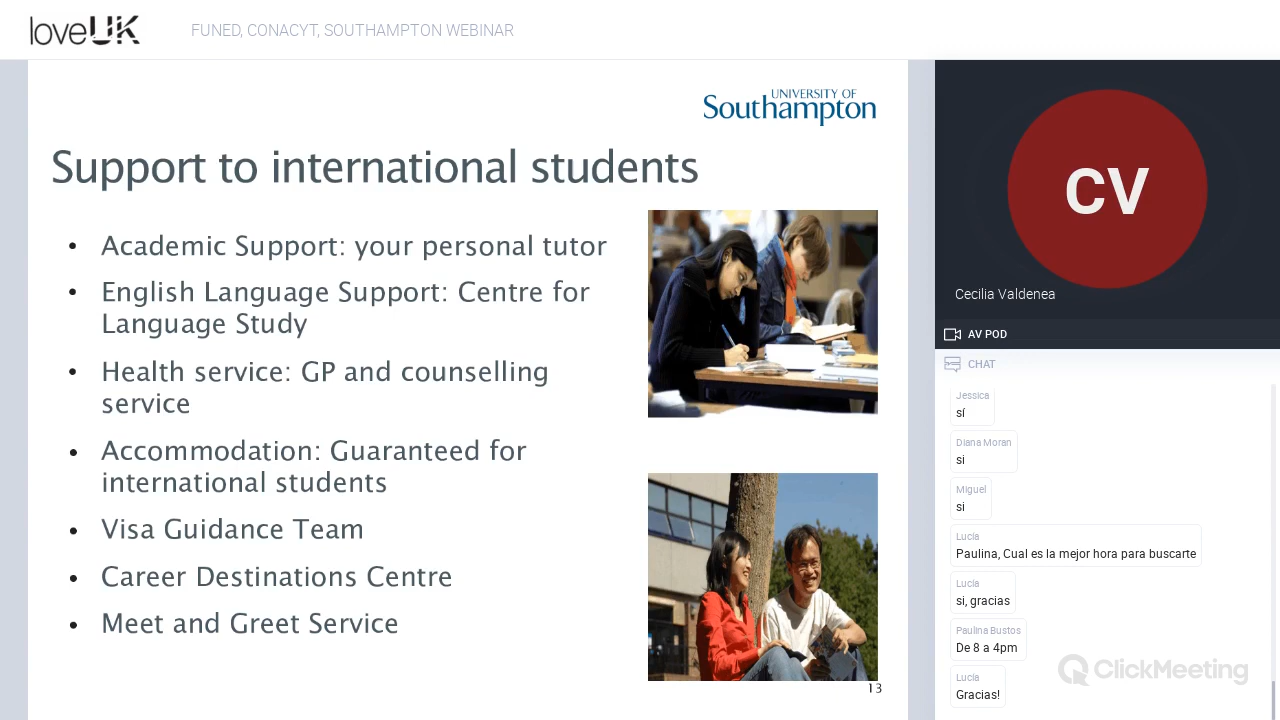 loveUK
FUNED, CONACYT, SOUTHAMPTON WEBINAR
UNIVERSITY OF
Southampton
Support to international students
• Academic Support: your personal tutor
• English Language Support: Centre for
Language Study
• Health service: GP and counselling
service
• Accommodation: Guaranteed for
international students
• Visa Guidance Team
• Career Destinations Centre
• Meet and Greet Service
13
CV
Cecilia Valdenea
AV POD
CHAT
Jessica
sí
Diana Moran
si
Miguel
si
Lucía
Paulina, Cual es la mejor hora para buscarte
Lucía
si, gracias
Paulina Bustos
De 8 a 4pm
Lucía
Gracias!
ClickMeeting